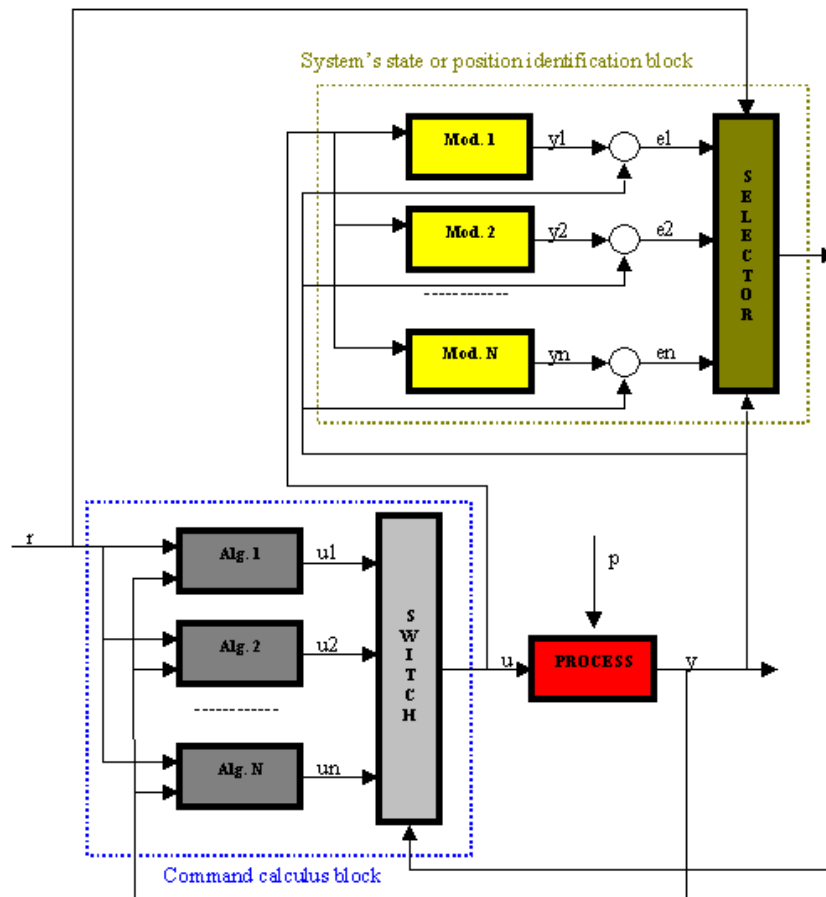 System's state or position identification block
Mod. 1
y1
e1
Mod. 2
y2
e2
Mod. N
yn
en
SELECTOR
r
Alg. 1
u1
Alg. 2
u2
Alg. N
un
SWITCH
u
p
PROCESS
y
Command calculus block